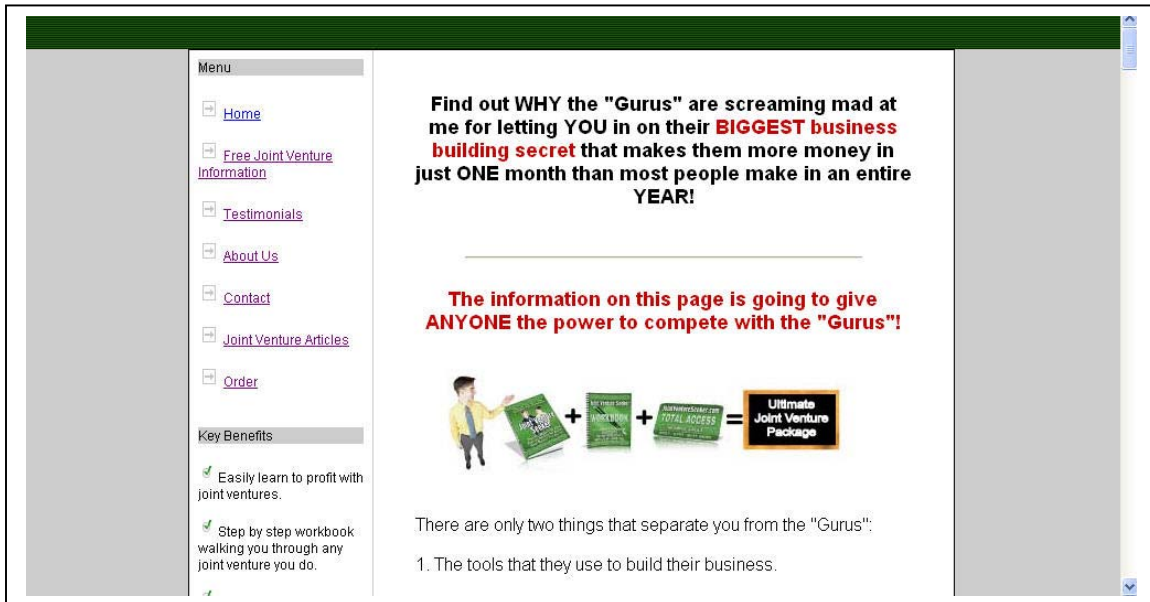 Menu
Home
Free Joint Venture
Information
Testimonials
About Us
Contact
Joint Venture Articles
Order
Key Benefits
Easily learn to profit with
joint ventures.
Step by step workbook
walking you through any
joint venture you do.
Find out WHY the "Gurus" are screaming mad at
me for letting YOU in on their BIGGEST business
building secret that makes them more money in
just ONE month than most people make in an entire
YEAR!
The information on this page is going to give
ANYONE the power to compete with the "Gurus"!
Joint Venture
Seeker
+
WORKBOOK
+
JointVentureSeeker.com
TOTAL ACCESS
=
Ultimate
Joint Venture
Package
There are only two things that separate you from the "Gurus":
1. The tools that they use to build their business.